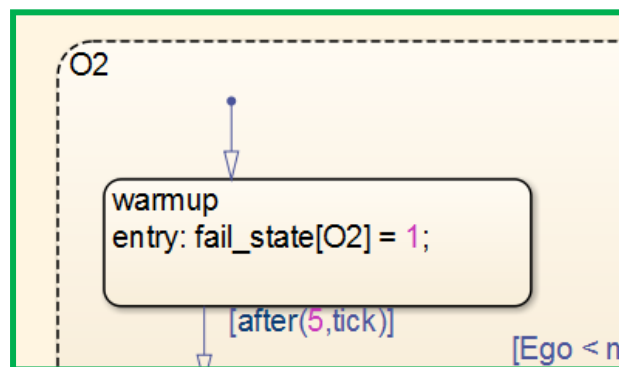 O2
warmup
entry: fail_state[O2] = 1;
[after(5,tick)]
[Ego <